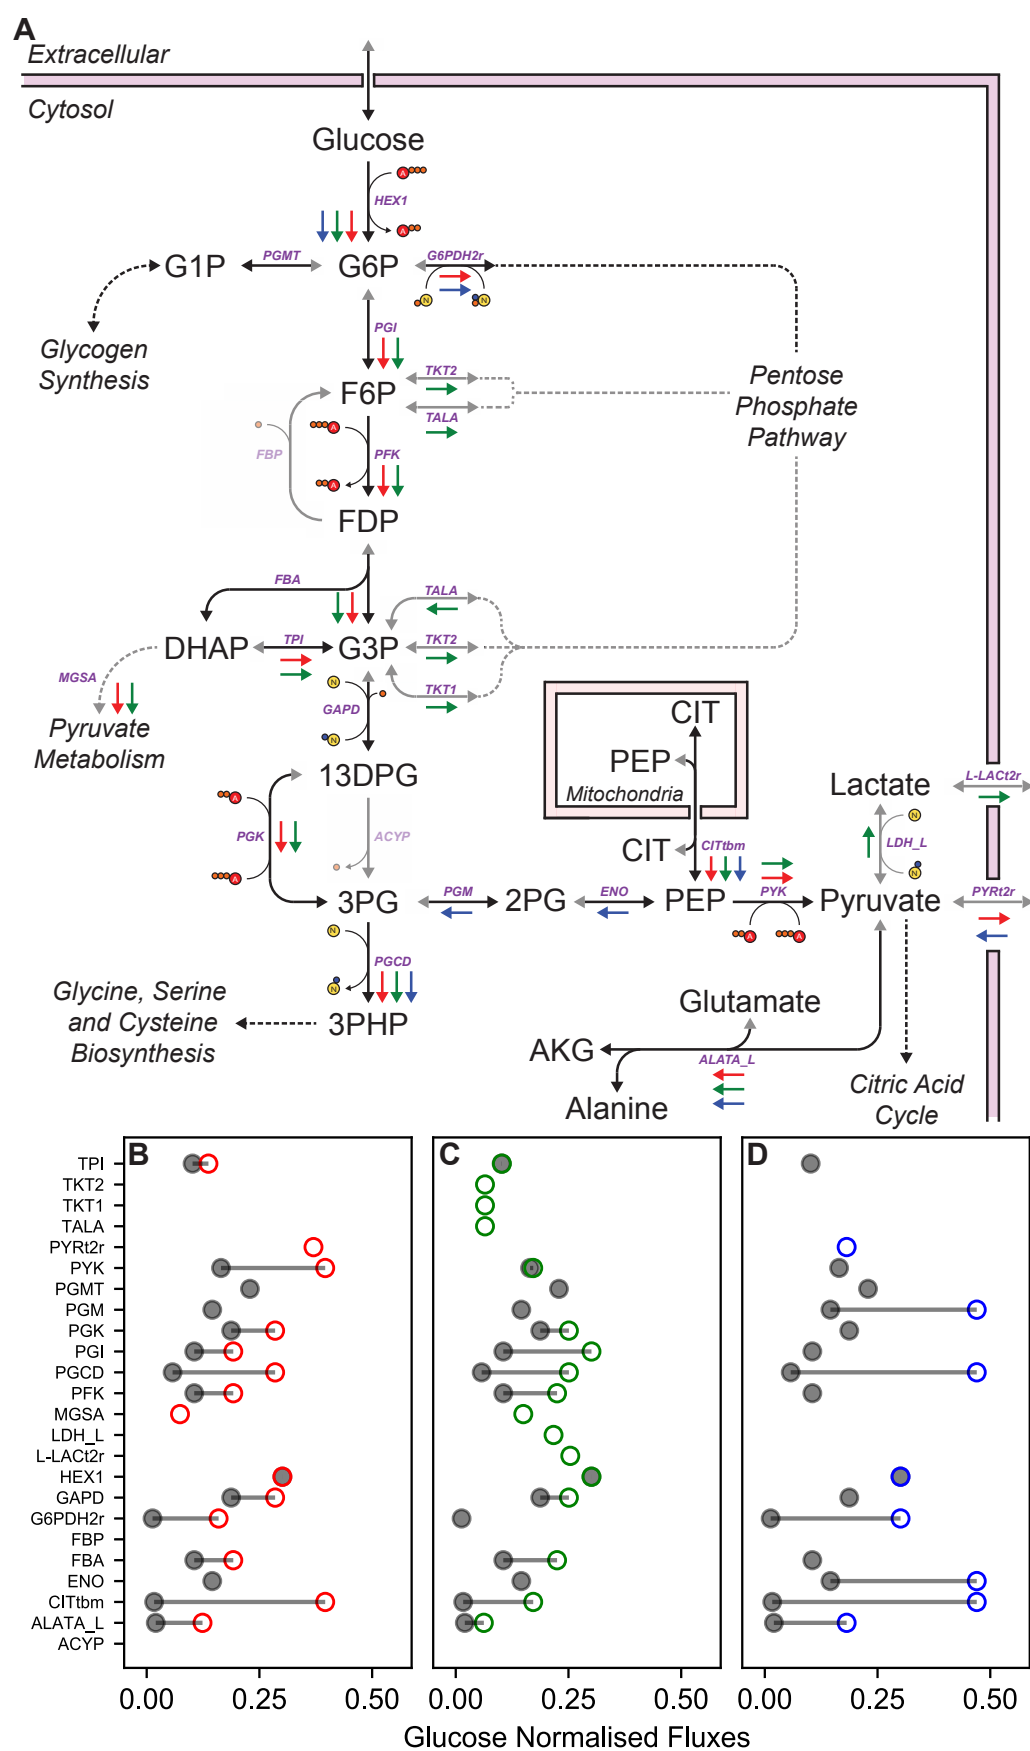 A
Extracellular
Cytosol
Glucose
A
HEX1
A
G1P
PGMT
G6P
G6PDH2r
N
N
Glycogen
Synthesis
PGI
F6P
TKT2
TALA
Pentose
Phosphate
Pathway
FBP
A
PFK
A
FDP
FBA
TALA
DHAP
TPI
G3P
TKT2
MGSA
N
GAPD
N
TKT1
Pyruvate
Metabolism
CIT
PEP
Mitochondria
13DPG
Lactate
L-LACt2r
A
PGK
A
ACYP
CIT
CITtbm
N
LDH_L
N
3PG
PGM
2PG
ENO
PEP
PYK
A
A
Pyruvate
PYRt2r
N
PGCD
N
Glycine, Serine
and Cysteine
Biosynthesis
3PHP
Glutamate
AKG
ALATA_L
Alanine
Citric Acid
Cycle
B
C
D
TPI
TKT2
TKT1
TALA
PYRt2r
PYK
PGMT
PGM
PGK
PGI
PGCD
PFK
MGSA
LDH_L
L-LACt2r
HEX1
GAPD
G6PDH2r
FBP
FBA
ENO
CITtbm
ALATA_L
ACYP
0.00 0.25 0.50
0.00 0.25 0.50
0.00 0.25 0.50
Glucose Normalised Fluxes